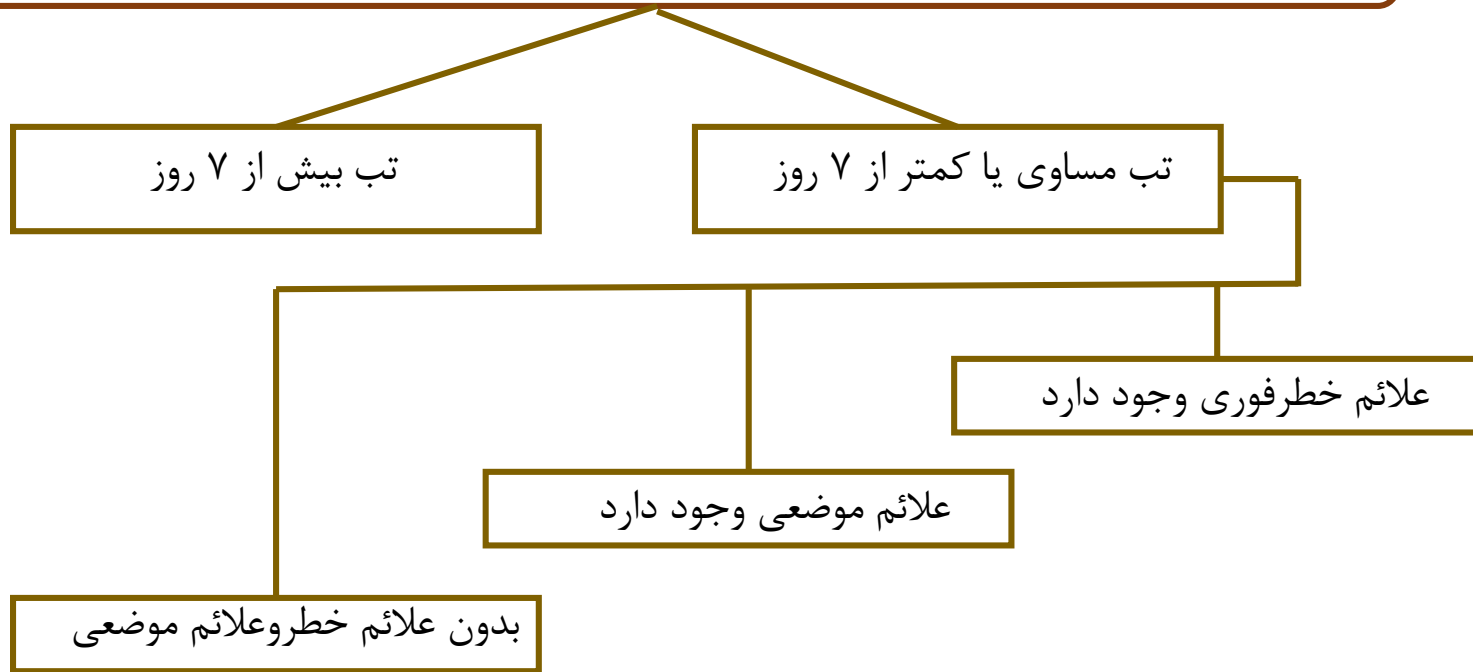 تب مساوی یا کمتر از ۷ روز
تب بیش از ۷ روز
علائم خطرفوری وجود دارد
علائم موضعی وجود دارد
بدون علائم خطروعلائم موضعی